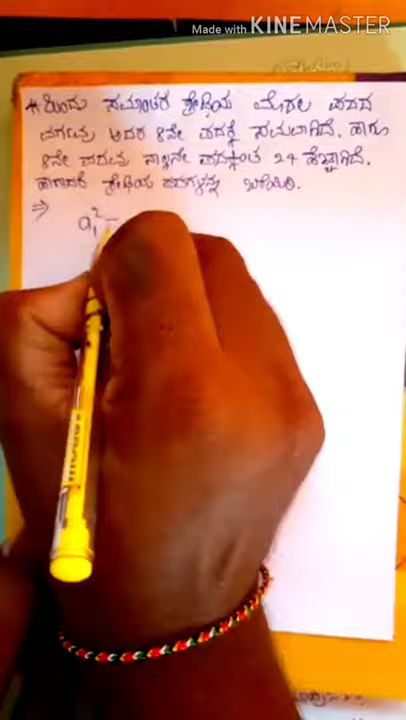 Made with KINEMASTER
* ಒಂದು ಸಮಾಂತರ ಶ್ರೇಢಿಯ ಮೊದಲ ಪದದ
ವರ್ಗವು ಅದರ 8ನೇ ಪದಕ್ಕೆ ಸಮವಾಗಿದೆ. ಹಾಗೂ
8ನೇ ಪದವು ನಾಲ್ಕನೇ ಪದಕ್ಕಿಂತ 24 ಹೆಚ್ಚಾಗಿದೆ.
ಹಾಗಾದರೆ ಶ್ರೇಢಿಯ ಪದಗಳನ್ನು ಬರೆಯಿರಿ.
⇒
a₁² =